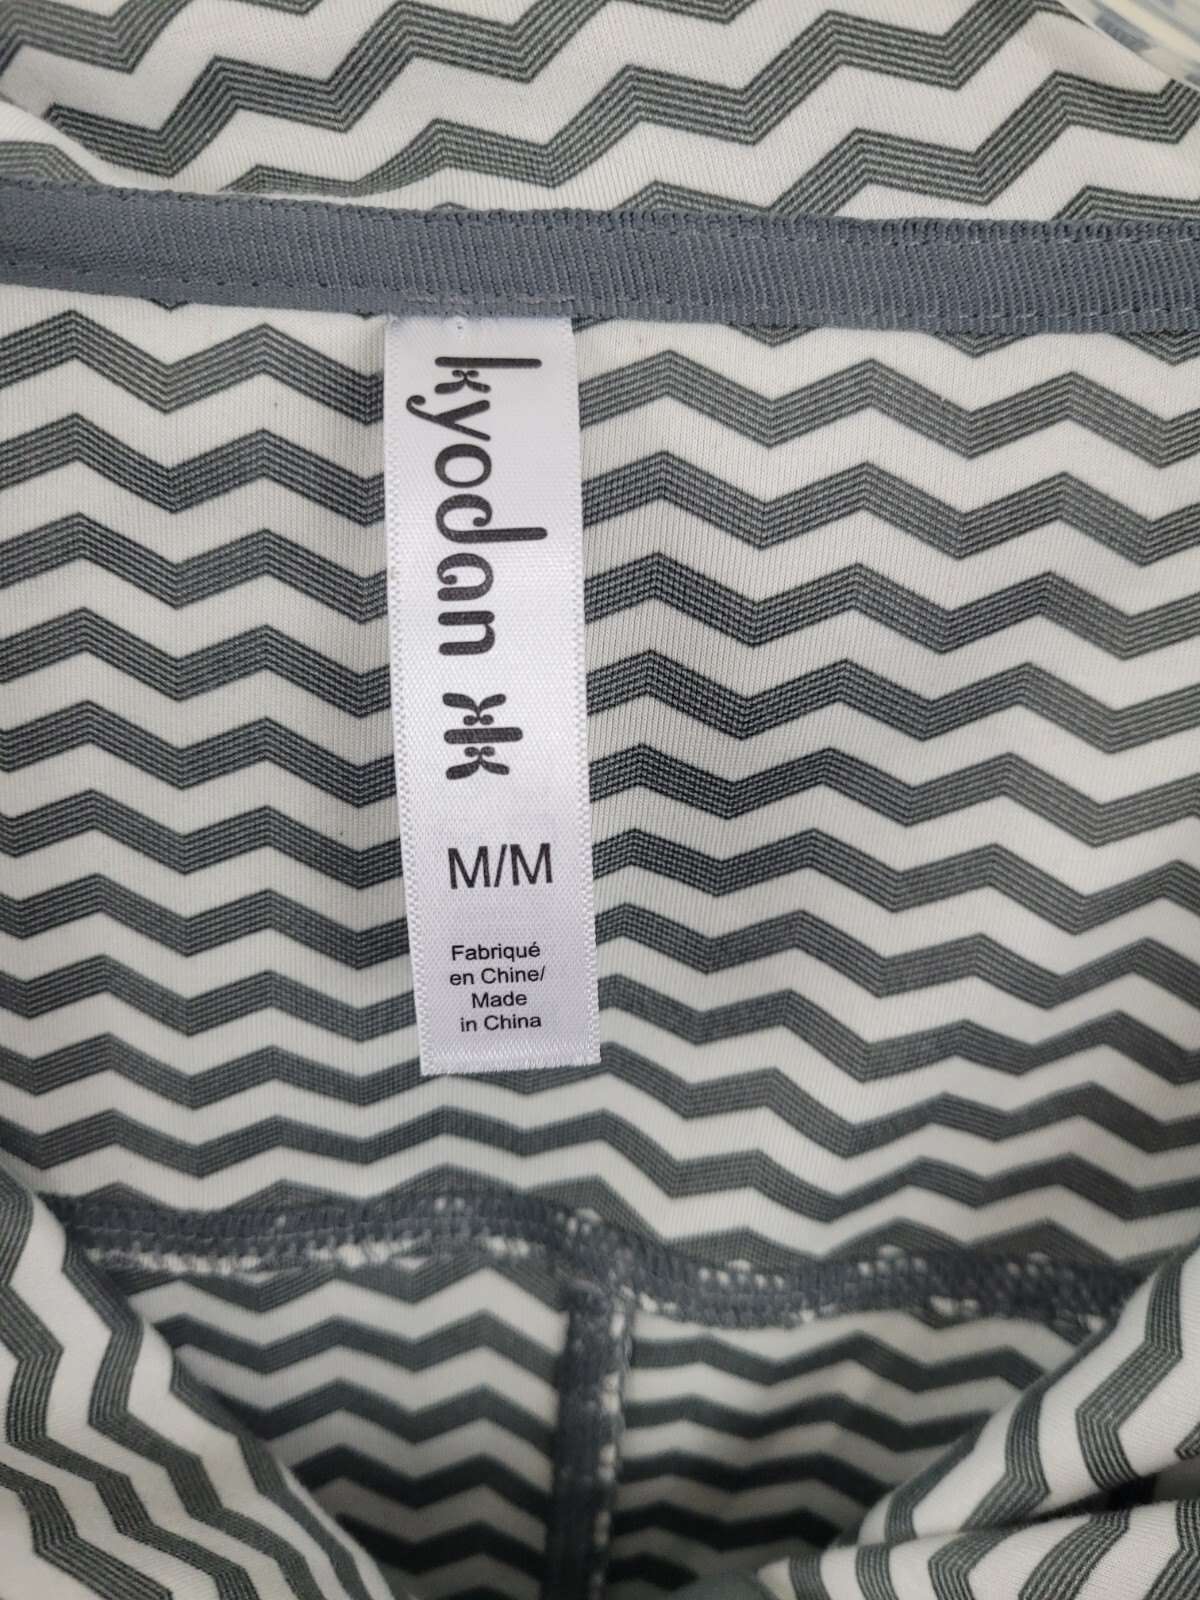 kyodan
M/M
Fabriqué
en Chine/
Made
in China